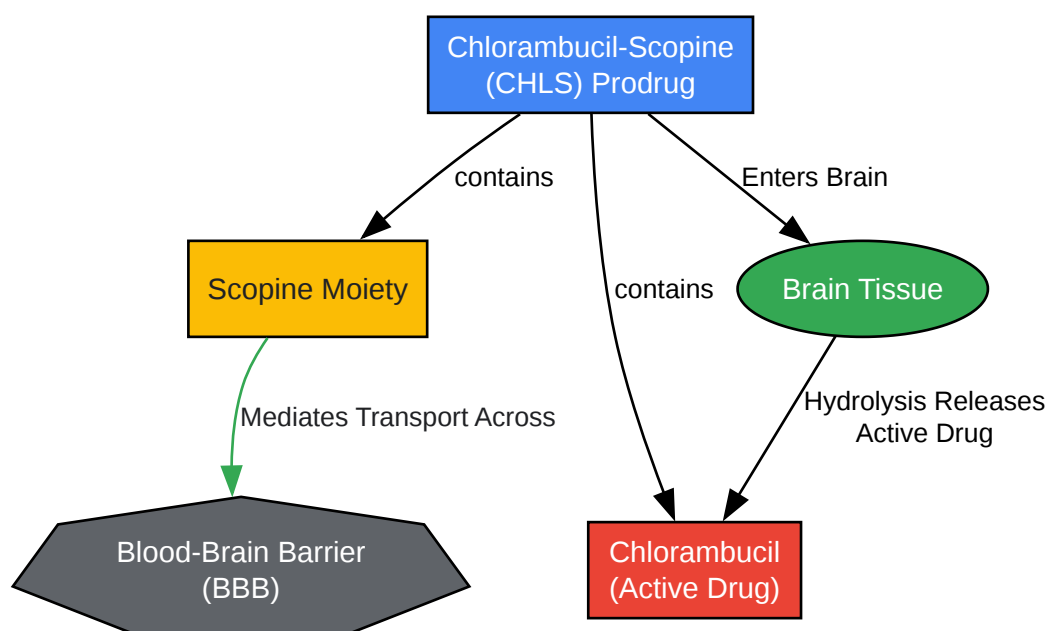 Chlorambucil-Scopine
(CHLS) Prodrug
contains
Enters Brain
Scopine Moiety
contains
Brain Tissue
Mediates Transport Across
Hydrolysis Releases
Active Drug
Blood-Brain Barrier
(BBB)
Chlorambucil
(Active Drug)